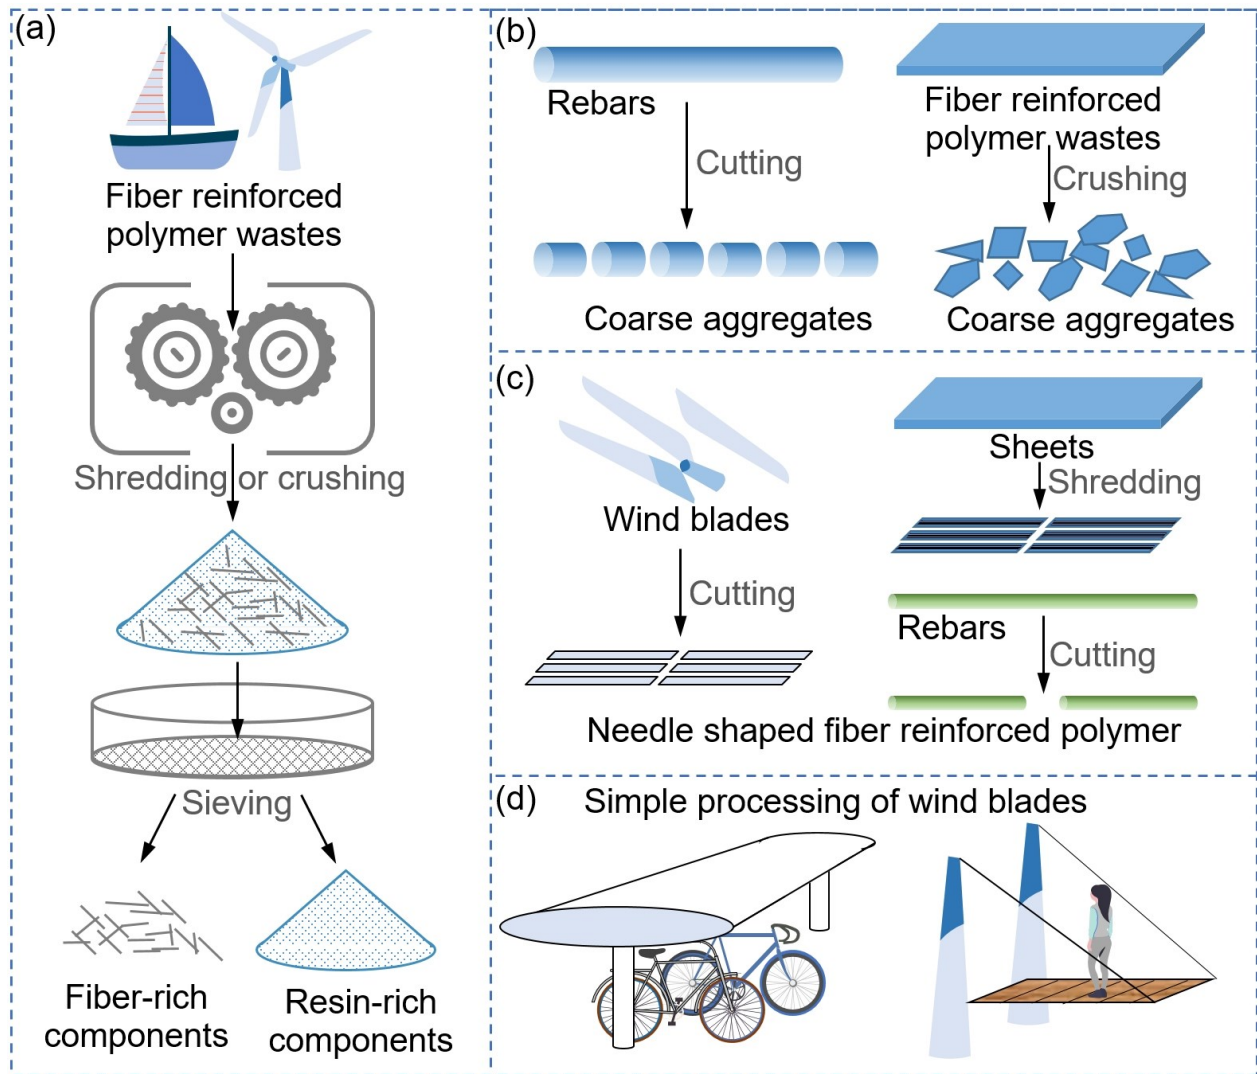 (a)
Fiber reinforced
polymer wastes
Shredding or crushing
Sieving
Fiber-rich
components
Resin-rich
components
(b)
Rebars
Cutting
Coarse aggregates
Fiber reinforced
polymer wastes
Crushing
Coarse aggregates
(c)
Wind blades
Cutting
Sheets
Shredding
Rebars
Cutting
Needle shaped fiber reinforced polymer
(d)
Simple processing of wind blades